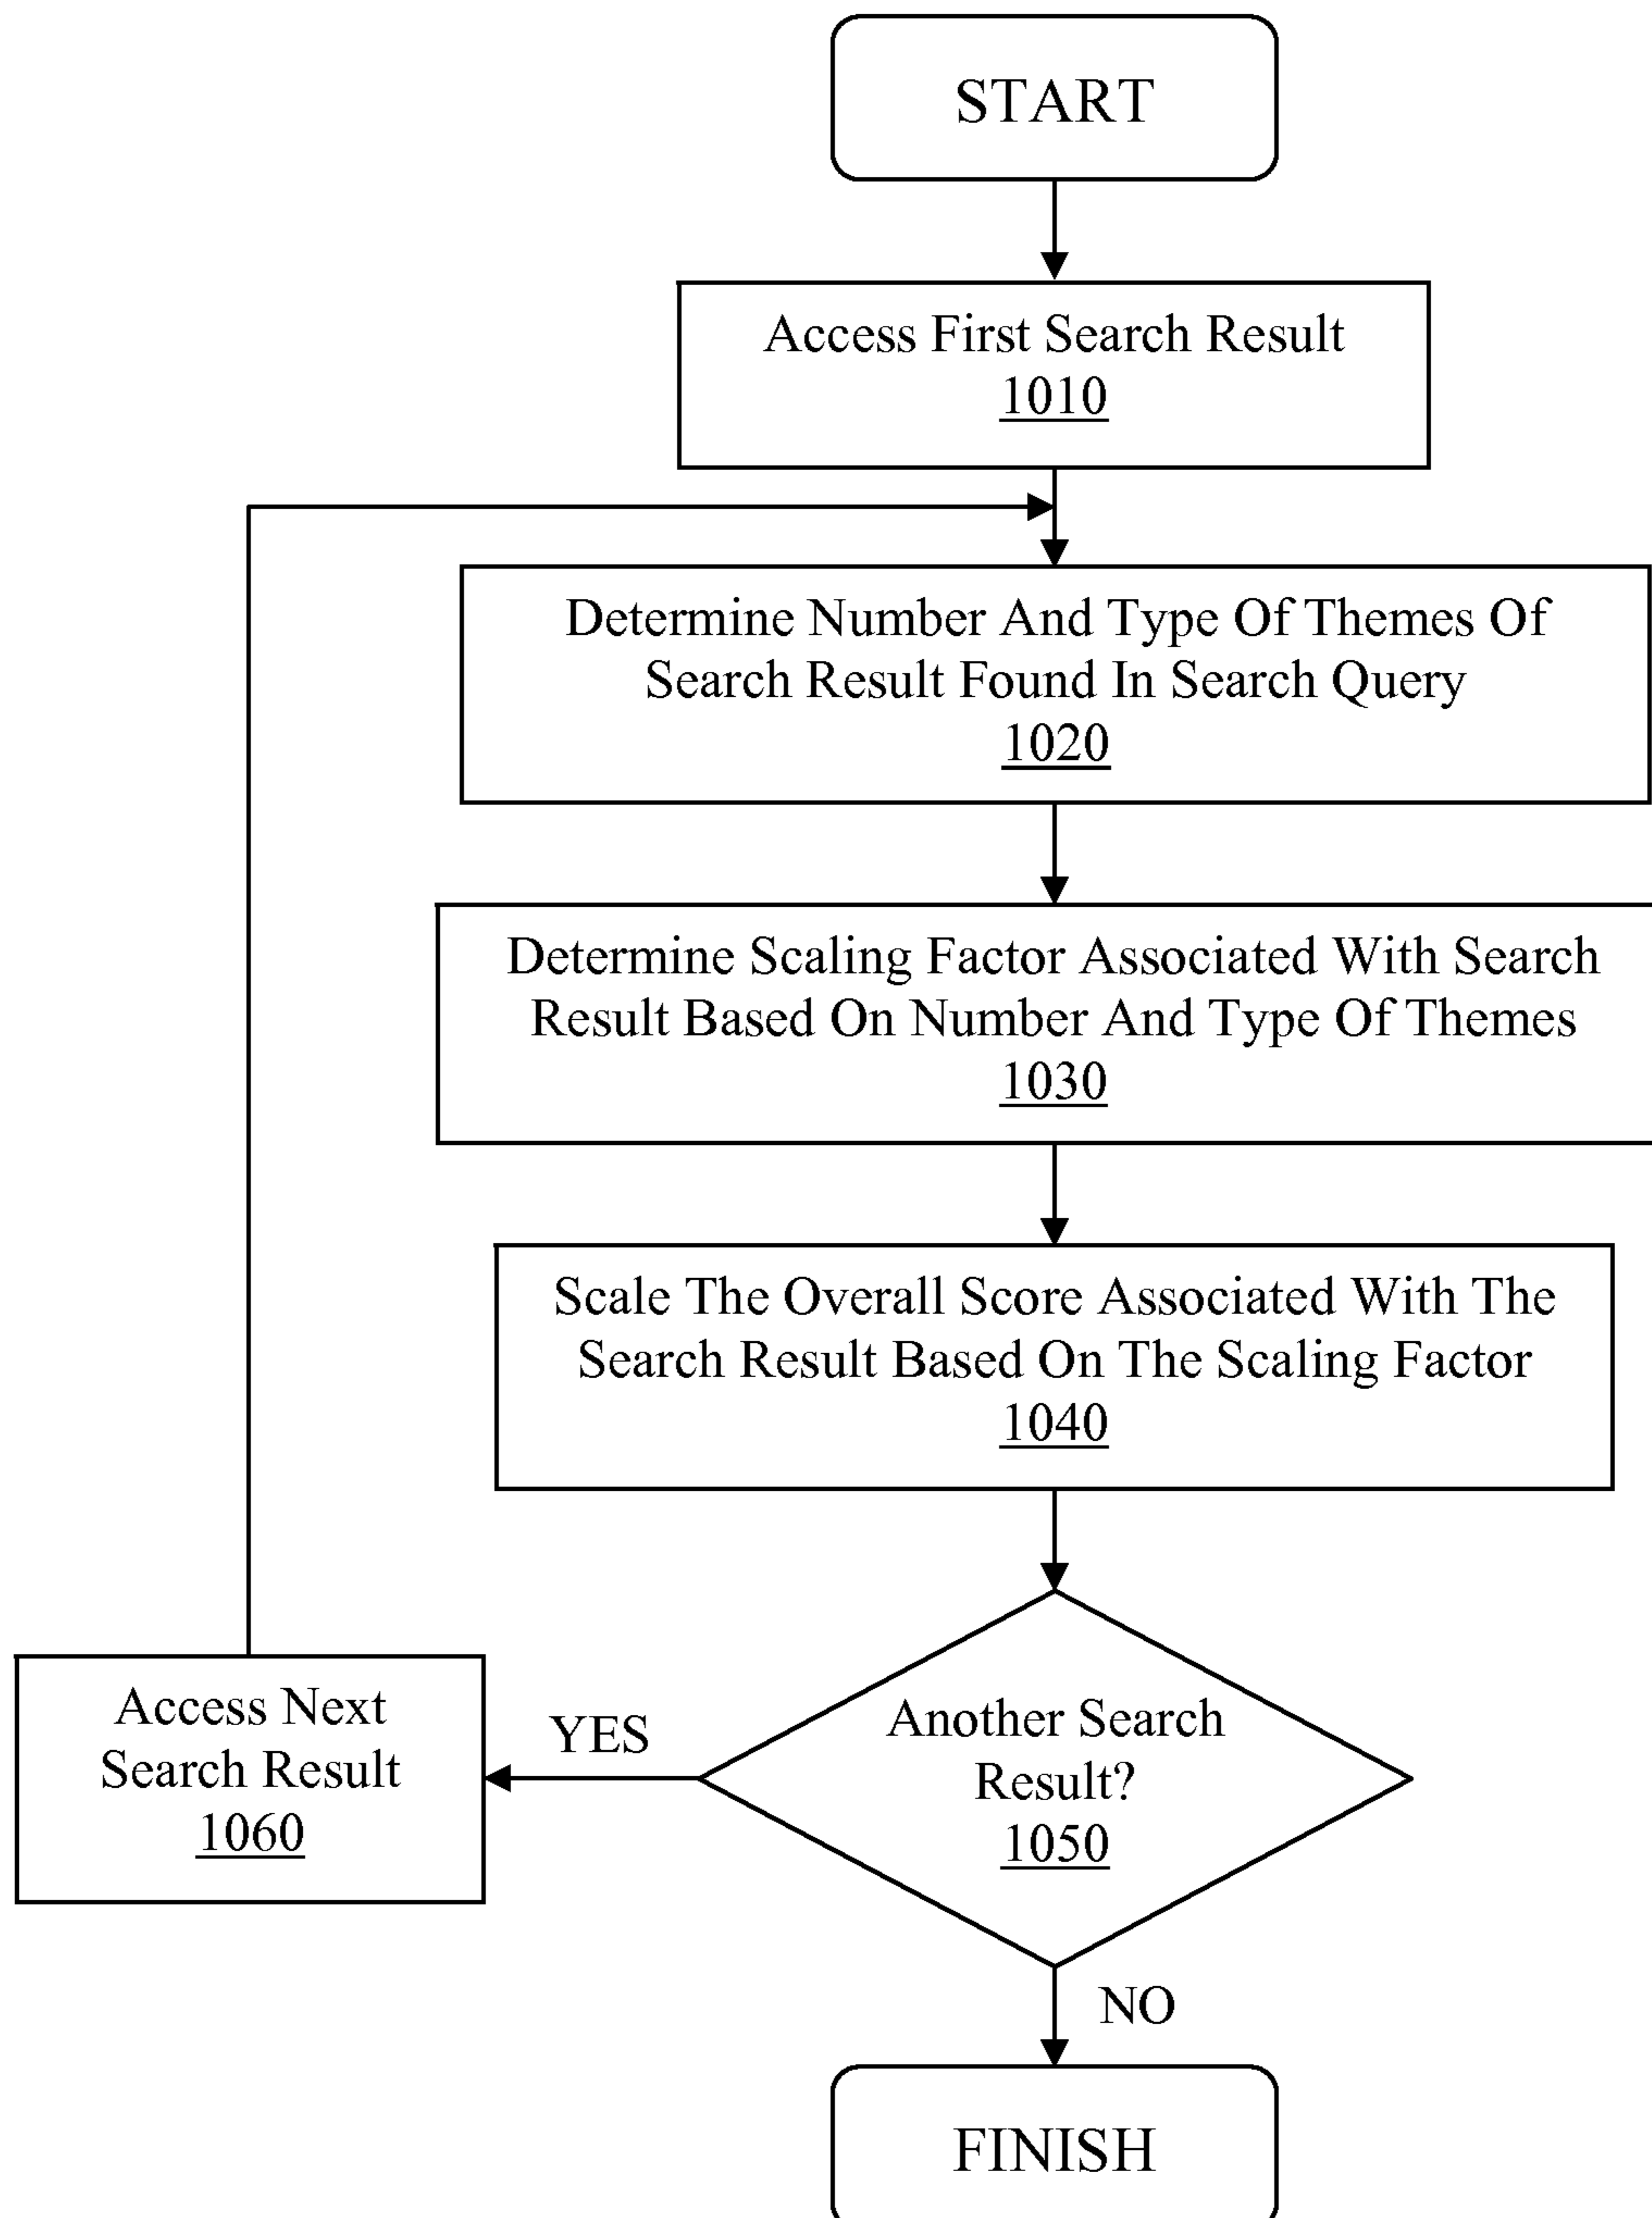 START
Access First Search Result
1010
Determine Number And Type Of Themes Of
Search Result Found In Search Query
1020
Determine Scaling Factor Associated With Search
Result Based On Number And Type Of Themes
1030
Scale The Overall Score Associated With The
Search Result Based On The Scaling Factor
1040
Another Search
Result?
1050
YES
Access Next
Search Result
1060
NO
FINISH